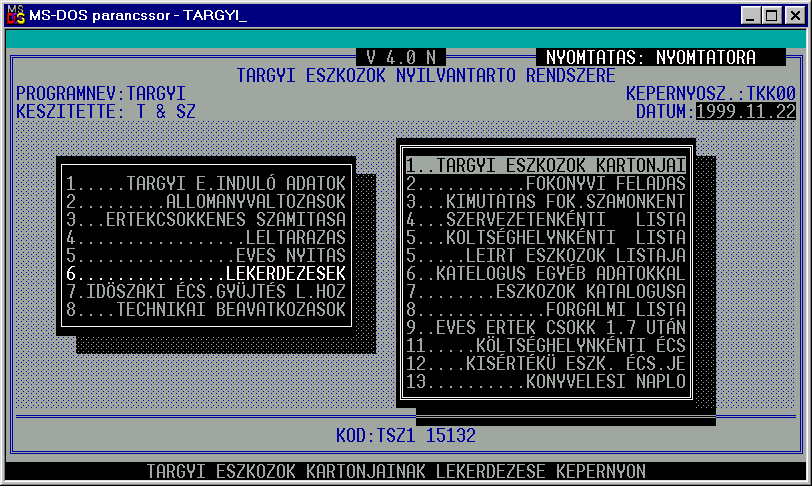 MS-DOS parancssor - TARGYI_
V 4.0 N
NYOMTATAS: NYOMTATORA
TARGYI ESZKOZOK NYILVANTARTO RENDSZERE
PROGRAMNEV:TARGYI
KEPERNYOSZ.:TKK00
KESZITETTE: T & SZ
DATUM:1999.11.22
1.....TARGYI E.INDULÓ ADATOK
2.........ALLOMANYVALTOZASOK
3...ERTEKCSOKKENES SZAMITASA
4.................LELTARAZAS
5................EVES NYITAS
6...............LEKERDEZESEK
7.IDÖSZAKI ÉCS.GYÜJTÉS L.HOZ
8....TECHNIKAI BEAVATKOZASOK
1..TARGYI ESZKOZOK KARTONJAI
2...........FOKONYVI FELADAS
3...KIMUTATAS FOK.SZAMONKENT
4...SZERVEZETENKÉNTI   LISTA
5...KOLTSÉGHELYNKÉNTI  LISTA
5.....LEIRT ESZKOZOK LISTAJA
6..KATELOGUS EGYÉB ADATOKKAL
7........ESZKOZOK KATALOGUSA
8.............FORGALMI LISTA
9..EVES ERTEK CSOKK 1.7 UTÁN
11.....KÖLTSÉGHELYNKÉNTI ÉCS
12....KISÉRTÉKÜ ESZK. ÉCS.JE
13..........KONYVELESI NAPLO
KOD:TSZ1 15132
TARGYI ESZKOZOK KARTONJAINAK LEKERDEZESE KEPERNYON